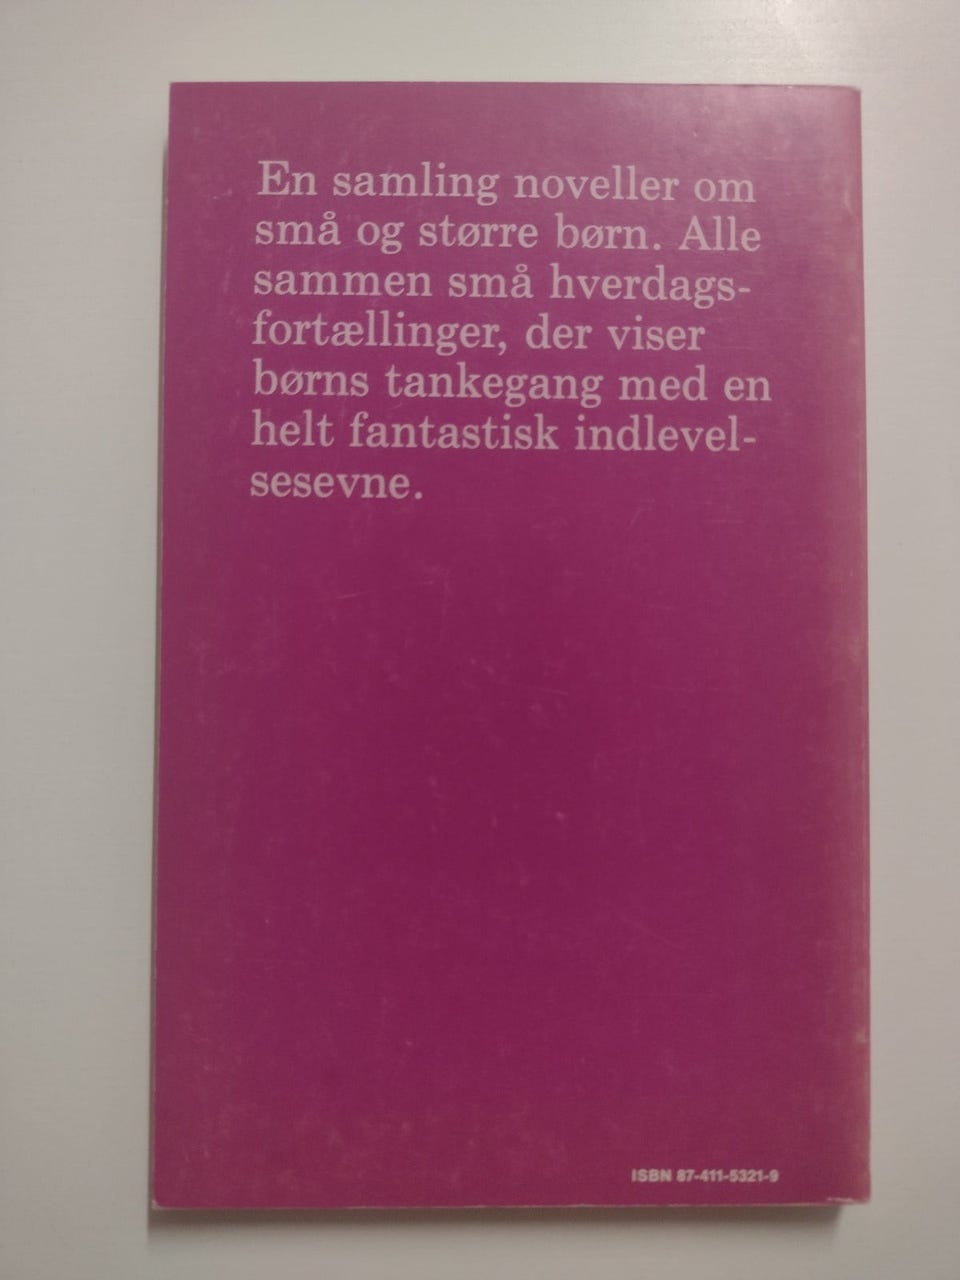 En samling noveller om
små og større børn. Alle
sammen små hverdags-
fortællinger, der viser
børns tankegang med en
helt fantastisk indlevel-
sesevne.
ISBN 87-411-5321-9